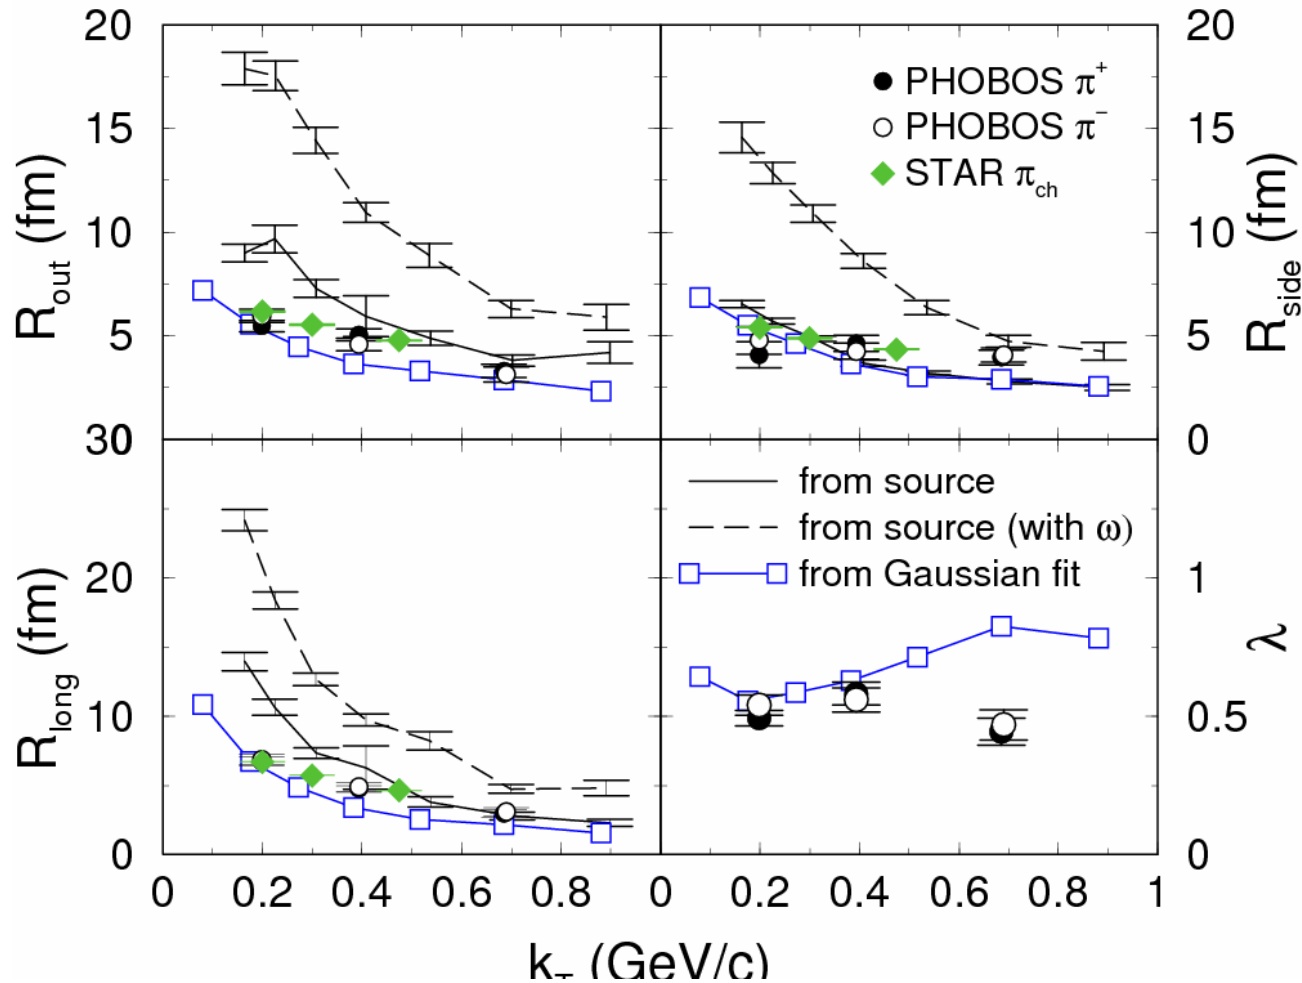 20
15
10
5
30
R_out (fm)
PHOBOS π⁺
PHOBOS π⁻
STAR π_ch
20
15
10
5
0
R_side (fm)
20
10
0
R_long (fm)
from source
from source (with ω)
from Gaussian fit
1
0.5
0
λ
0 0.2 0.4 0.6 0.8 0 0.2 0.4 0.6 0.8 1
k_T (GeV/c)